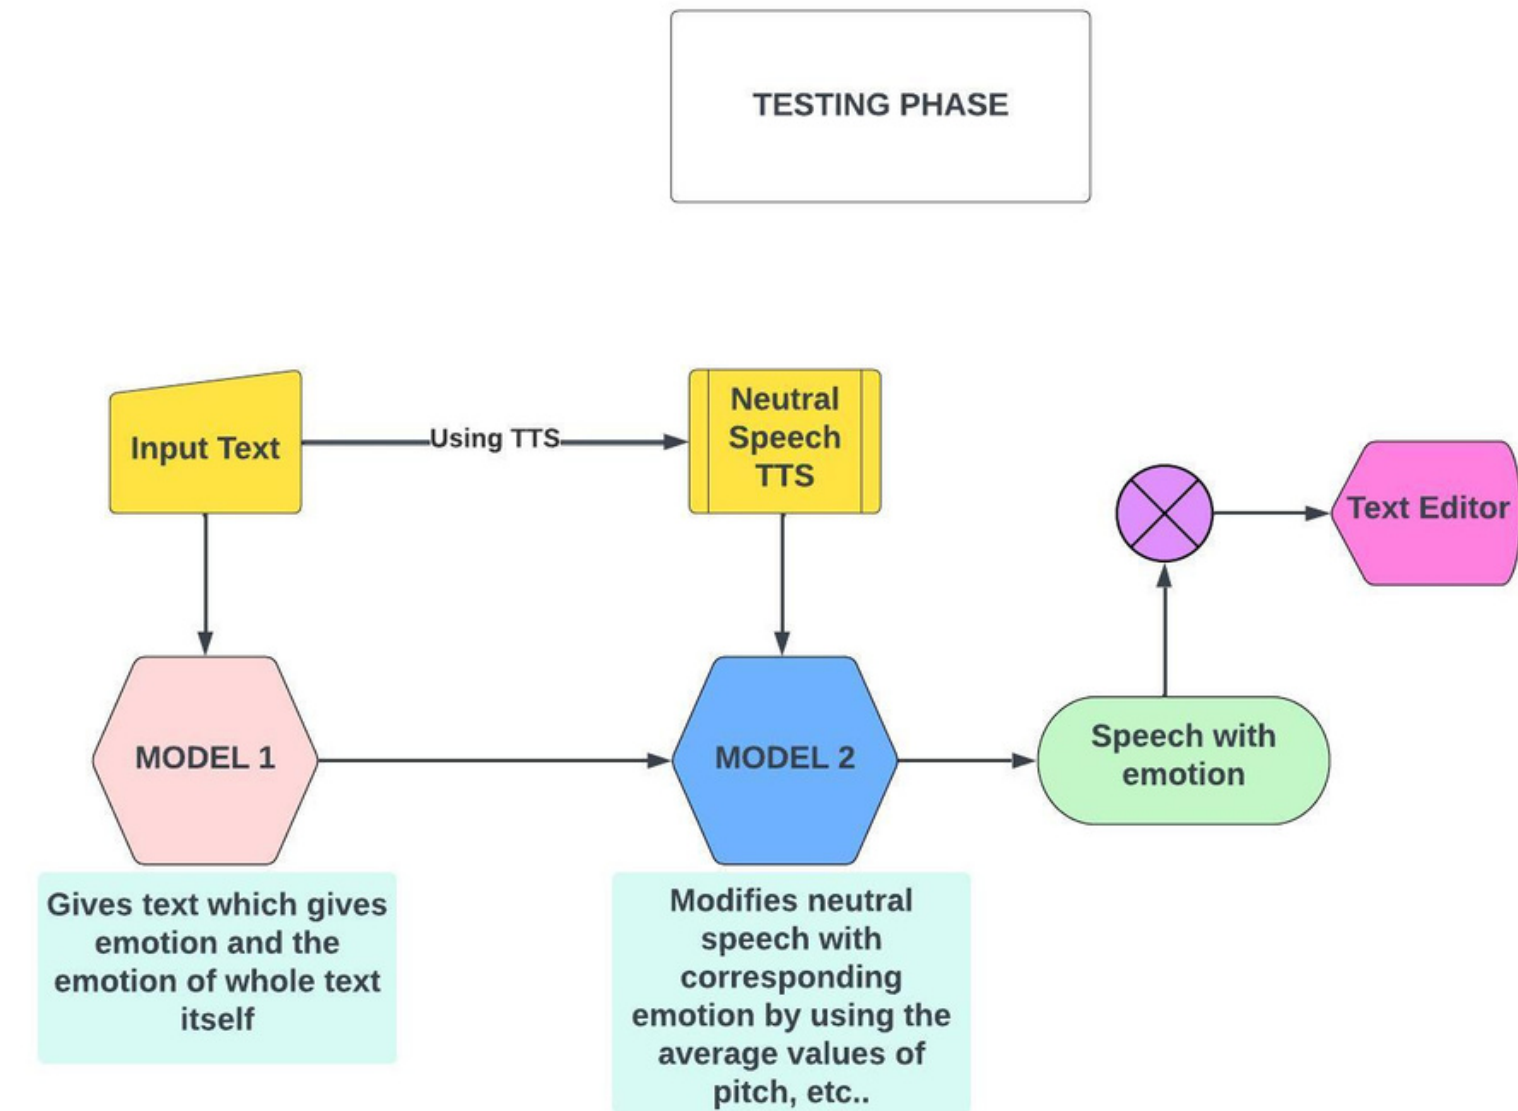 TESTING PHASE
Input Text
Using TTS
Neutral
Speech
TTS
Text Editor
MODEL 1
MODEL 2
Speech with
emotion
Gives text which gives
emotion and the
emotion of whole text
itself
Modifies neutral
speech with
corresponding
emotion by using the
average values of
pitch, etc..